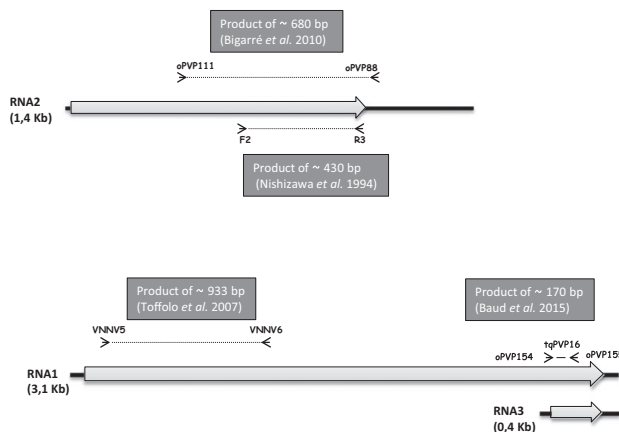 Product of ~ 680 bp
(Bigarré et al. 2010)
oPVP111
oPVP88
RNA2
(1,4 Kb)
F2
R3
Product of ~ 430 bp
(Nishizawa et al. 1994)
Product of ~ 933 bp
(Toffolo et al. 2007)
Product of ~ 170 bp
(Baud et al. 2015)
VNNV5
VNNV6
tqPVP16
oPVP154
oPVP155
RNA1
(3,1 Kb)
RNA3
(0,4 Kb)